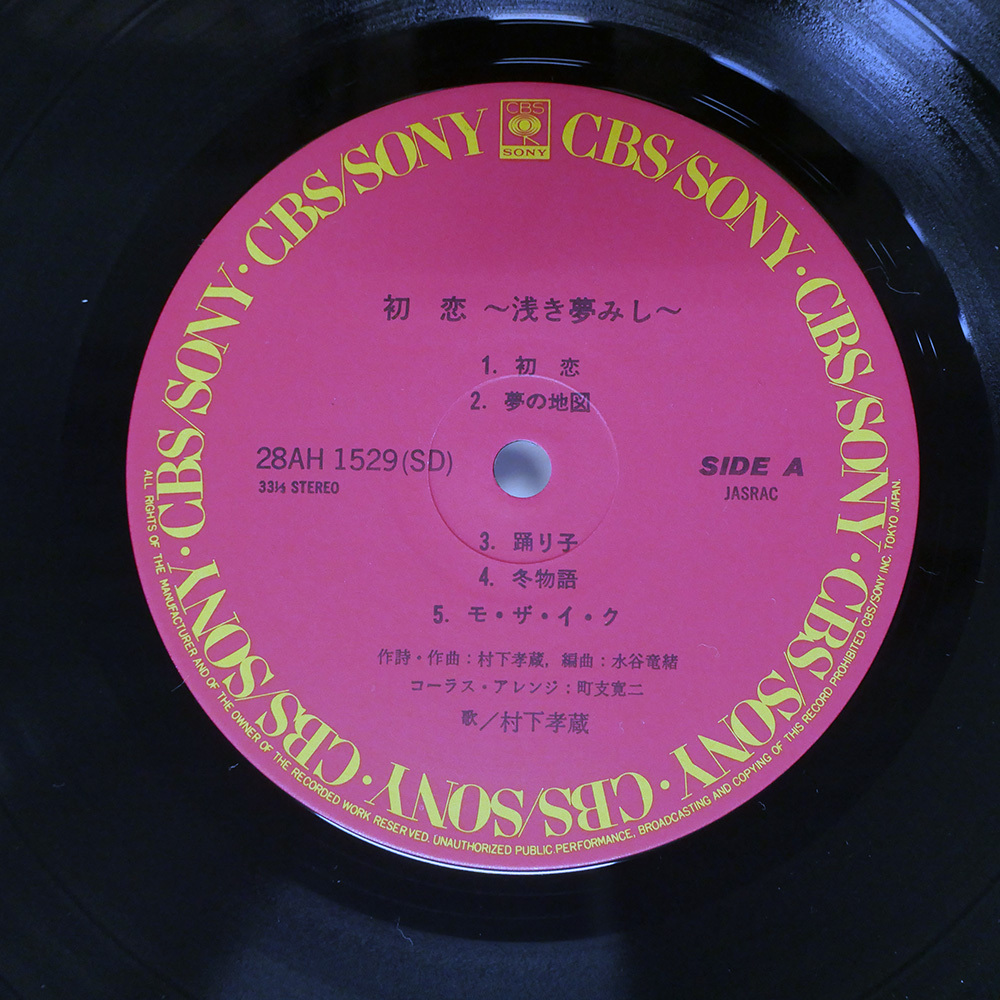 CBS
SONY
CBS/SONY · CBS/SONY · CBS/SONY · CBS/SONY · CBS/SONY · CBS/SONY · CBS/SONY · CBS/SONY
初 恋 〜浅き夢みし〜
1. 初 恋
2. 夢の地図
28AH 1529(SD)
33⅓ STEREO
SIDE A
JASRAC
3. 踊り子
4. 冬物語
5. モ・ザ・イ・ク
作詩・作曲:村下孝蔵, 編曲:水谷竜緒
コーラス・アレンジ:町支寛二
歌/村下孝蔵
ALL RIGHTS OF THE MANUFACTURER AND OF THE OWNER OF THE RECORDED WORK RESERVED. UNAUTHORIZED PUBLIC PERFORMANCE, BROADCASTING AND COPYING OF THIS RECORD PROHIBITED. CBS/SONY INC. TOKYO JAPAN.